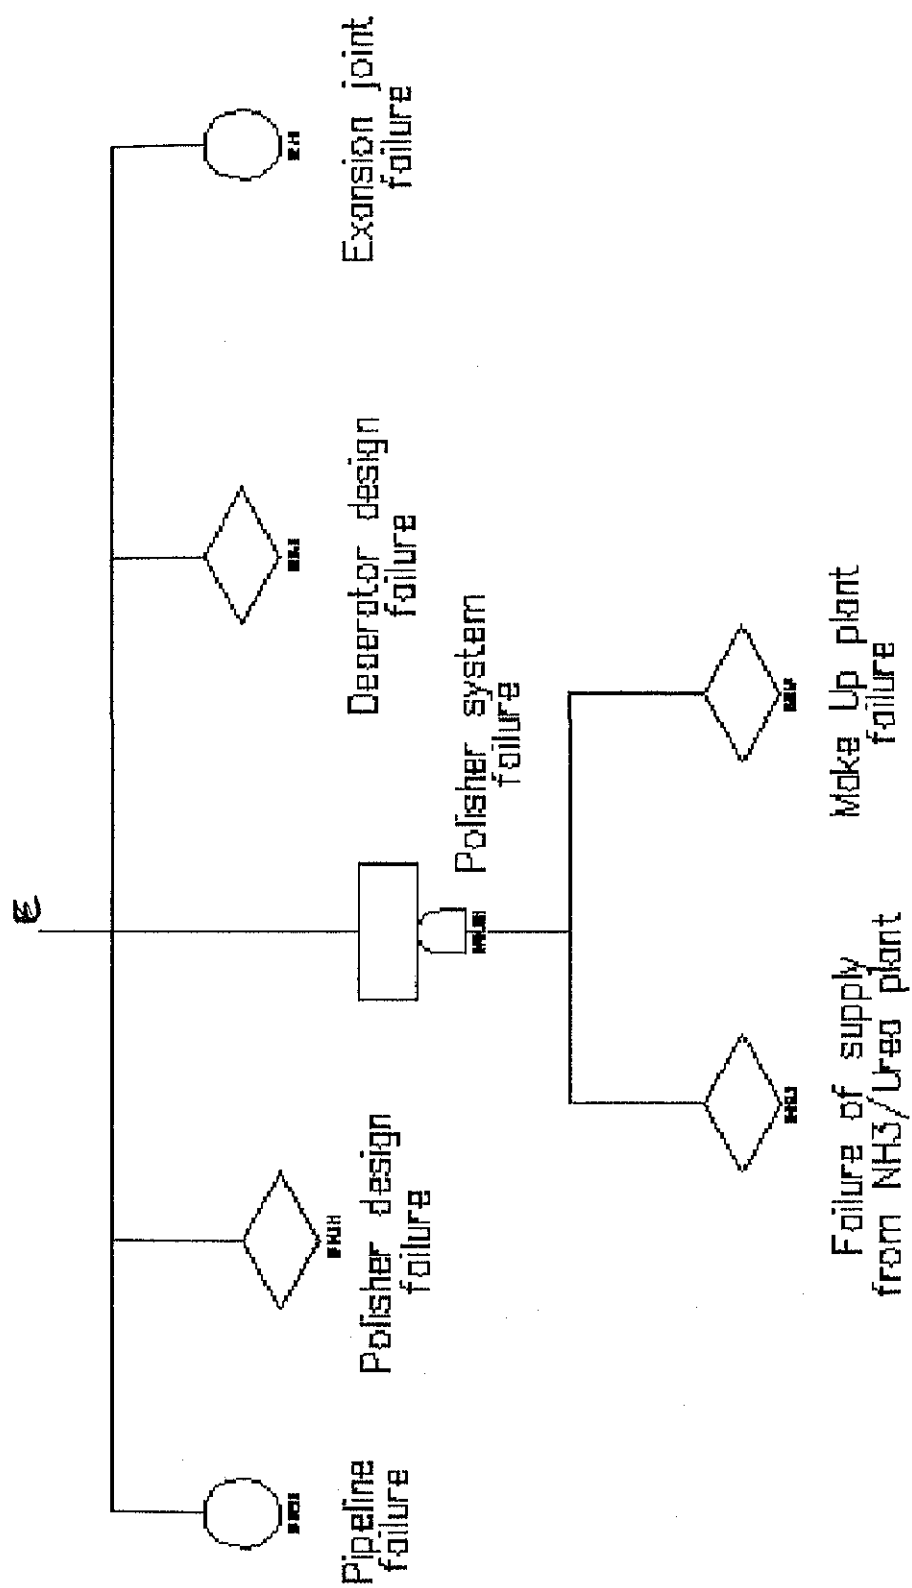 3
Exansion joint
failure
Deaerator design
failure
Polisher system
failure
Polisher design
failure
Pipeline
failure
Make Up plant
failure
Failure of supply
from NH3/Urea plant